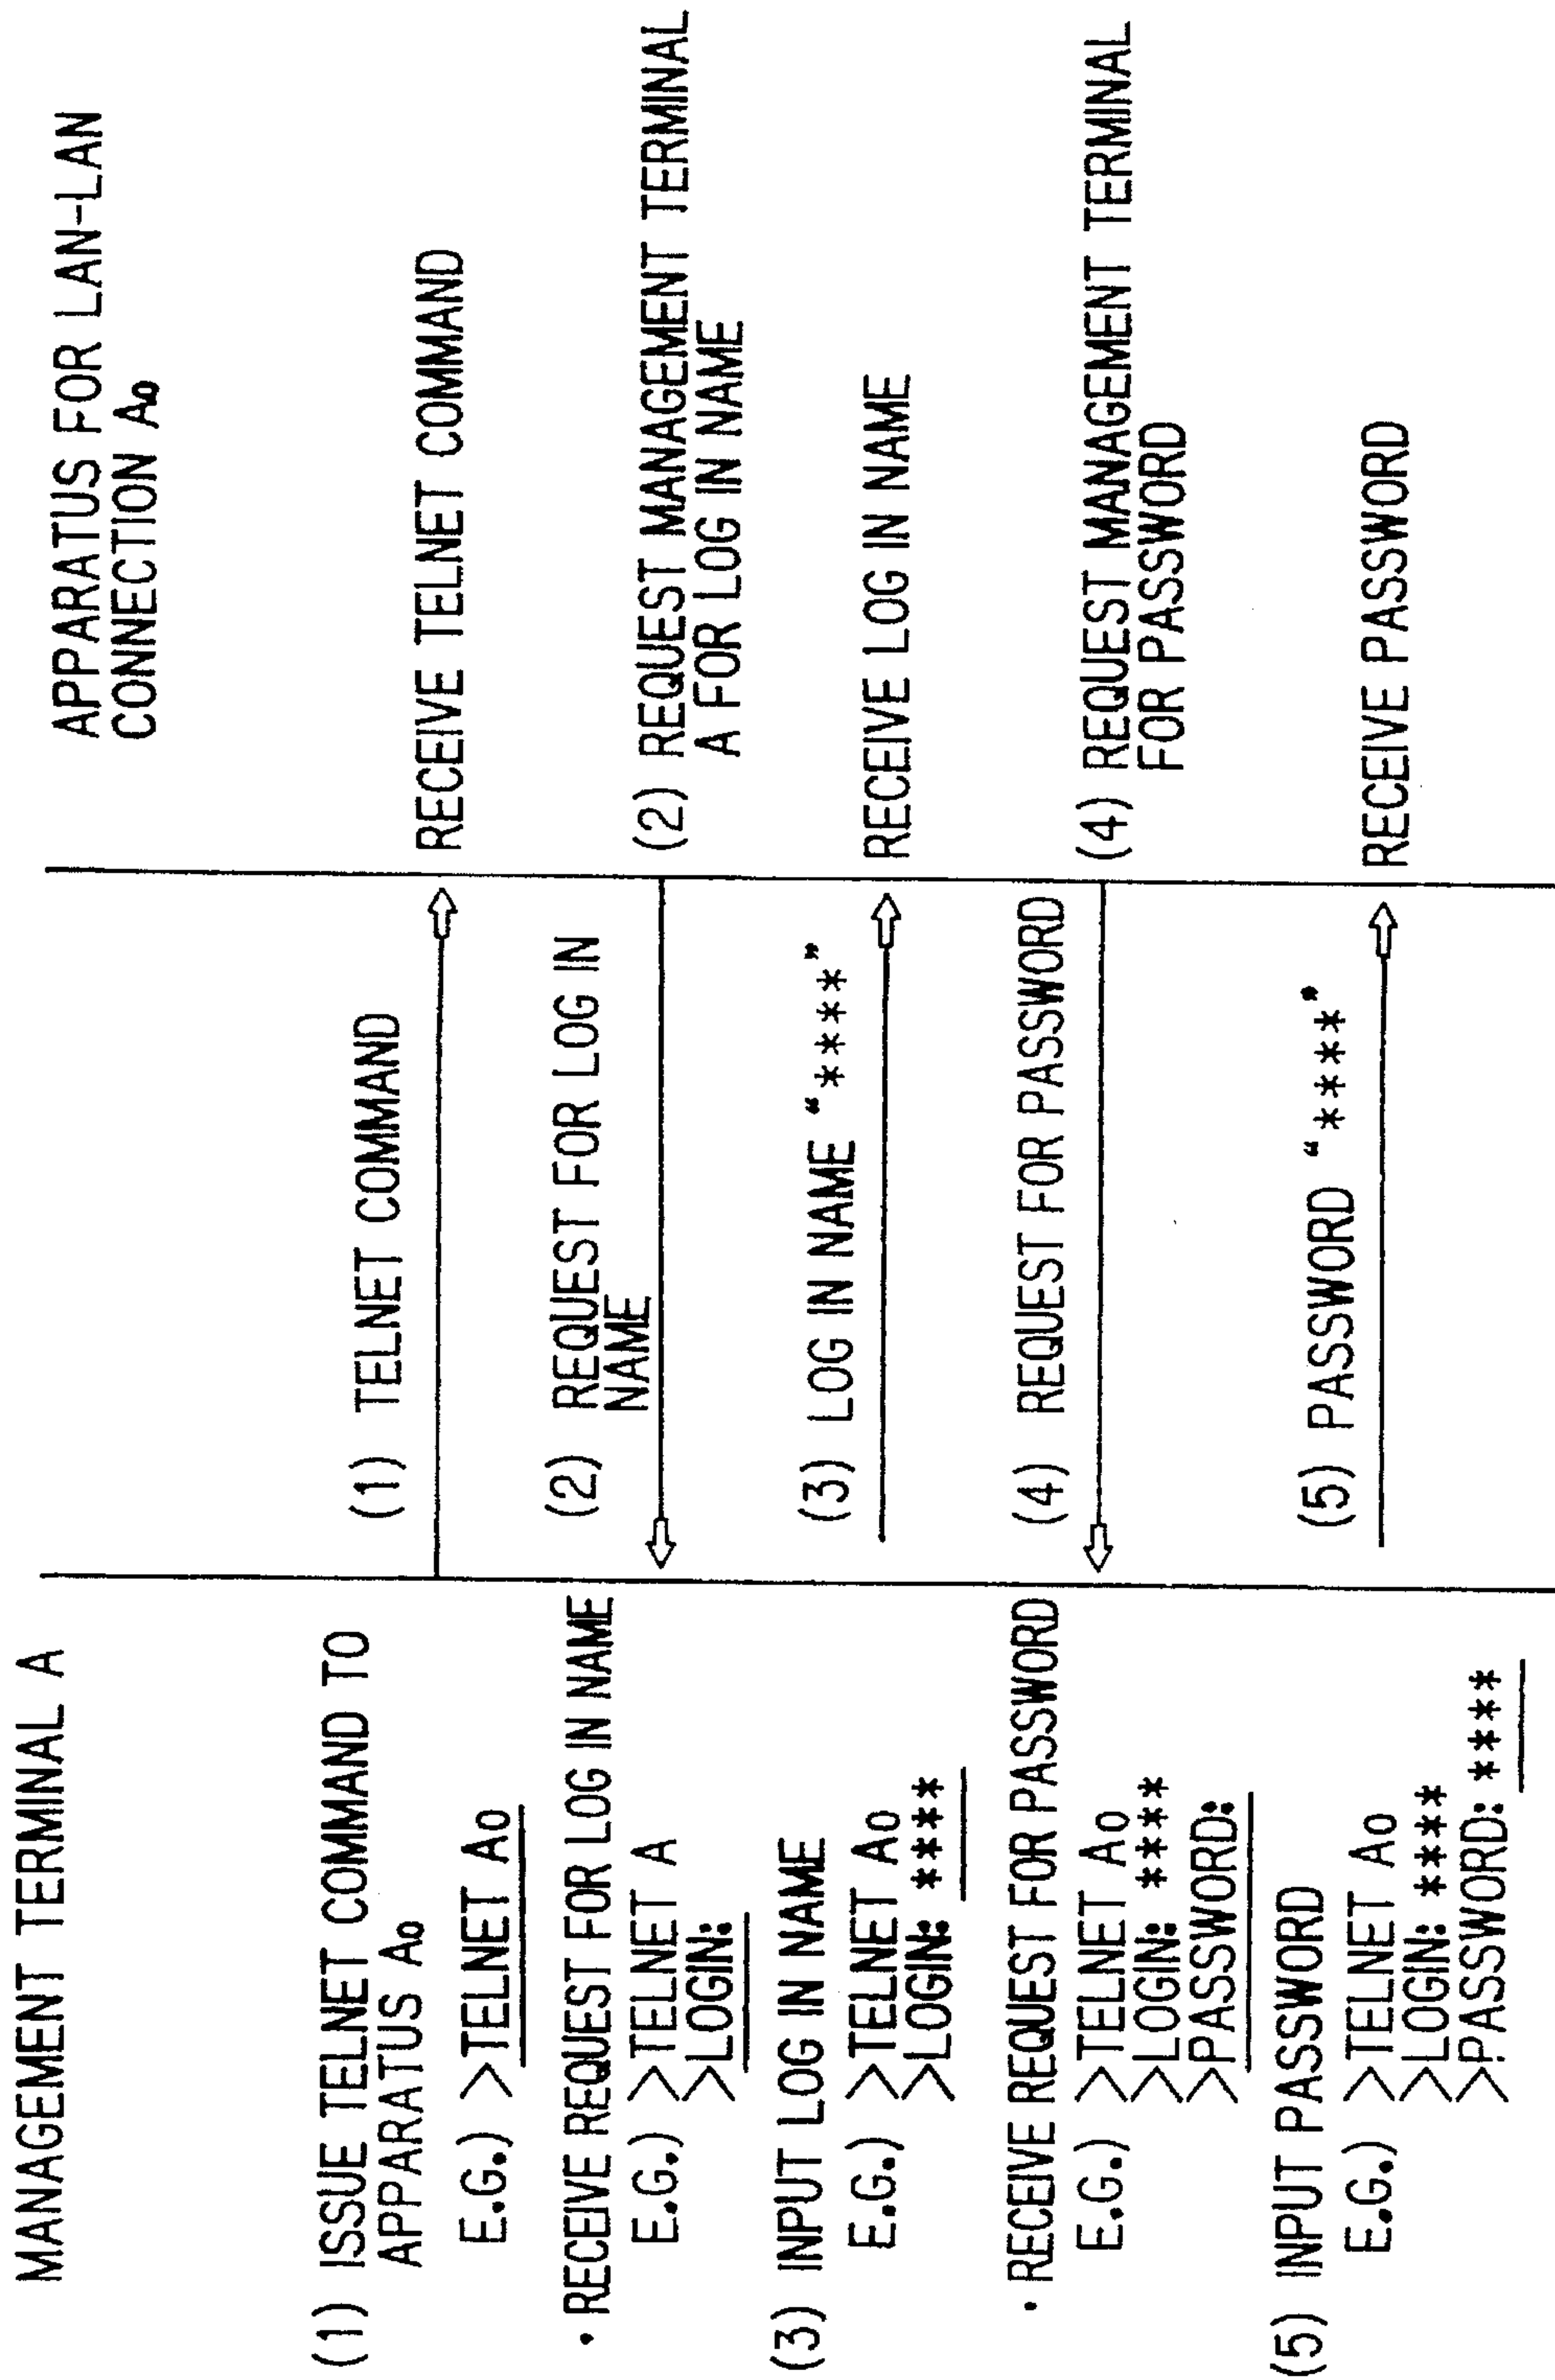 MANAGEMENT TERMINAL A
APPARATUS FOR LAN-LAN
CONNECTION A0
(1) ISSUE TELNET COMMAND TO
APPARATUS A0
E.G.) >TELNET A0
(1) TELNET COMMAND
RECEIVE TELNET COMMAND
• RECEIVE REQUEST FOR LOG IN NAME
E.G.) >TELNET A
>LOGIN:
(2) REQUEST FOR LOG IN
NAME
(2) REQUEST MANAGEMENT TERMINAL
A FOR LOG IN NAME
(3) INPUT LOG IN NAME
E.G.) >TELNET A0
>LOGIN: ****
(3) LOG IN NAME “****”
RECEIVE LOG IN NAME
• RECEIVE REQUEST FOR PASSWORD
E.G.) >TELNET A0
>LOGIN: ****
>PASSWORD:
(4) REQUEST FOR PASSWORD
(4) REQUEST MANAGEMENT TERMINAL
FOR PASSWORD
(5) INPUT PASSWORD
E.G.) >TELNET A0
>LOGIN: ****
>PASSWORD: ****
(5) PASSWORD “****”
RECEIVE PASSWORD